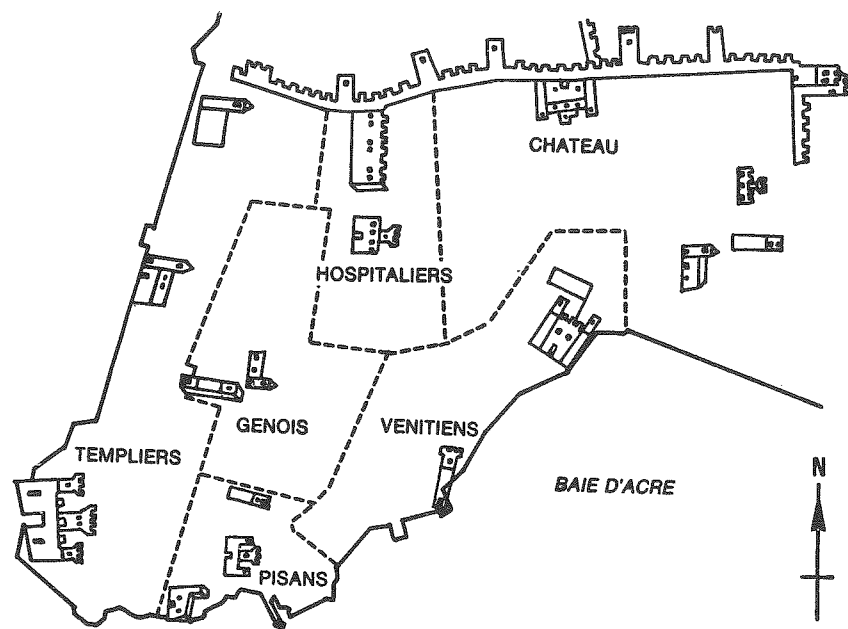 CHATEAU
HOSPITALIERS
GENOIS
VENITIENS
TEMPLIERS
BAIE D'ACRE
N
PISANS